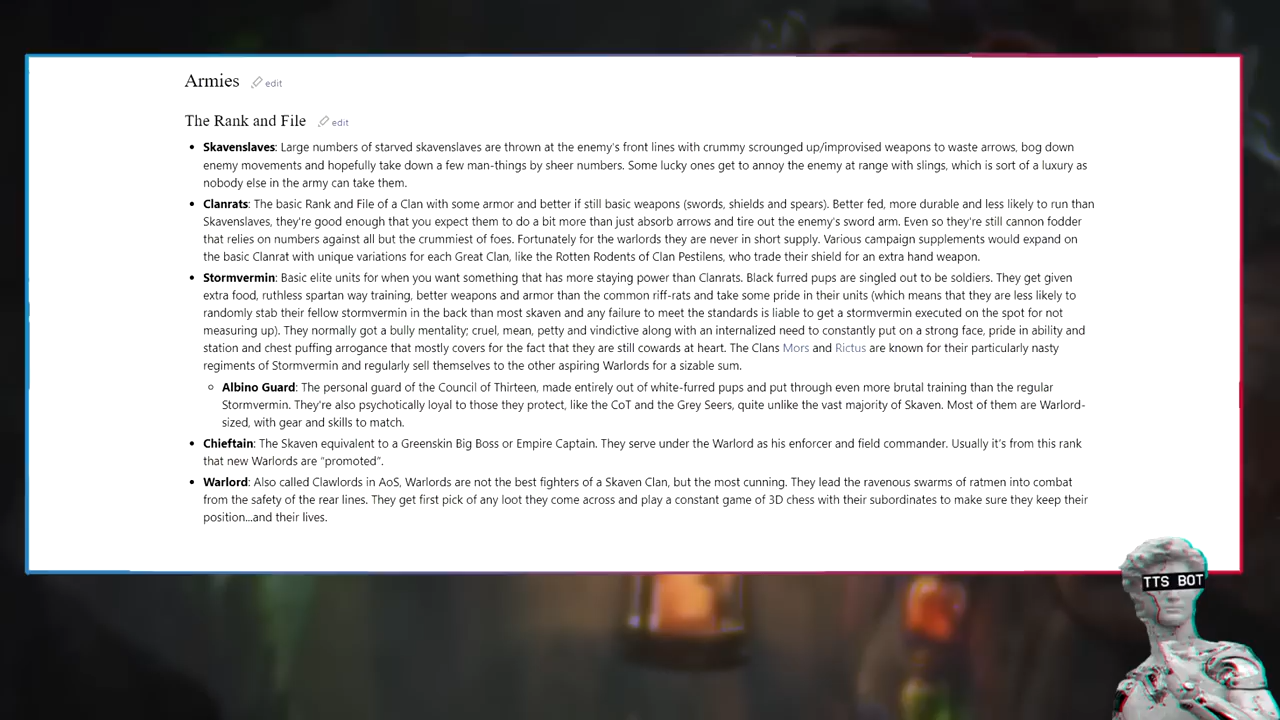 Armies edit
The Rank and File edit
• Skavenslaves: Large numbers of starved skavenslaves are thrown at the enemy's front lines with crummy scrounged up/improvised weapons to waste arrows, bog down
enemy movements and hopefully take down a few man-things by sheer numbers. Some lucky ones get to annoy the enemy at range with slings, which is sort of a luxury as
nobody else in the army can take them.
• Clanrats: The basic Rank and File of a Clan with some armor and better if still basic weapons (swords, shields and spears). Better fed, more durable and less likely to run than
Skavenslaves, they're good enough that you expect them to do a bit more than just absorb arrows and tire out the enemy's sword arm. Even so they're still cannon fodder
that relies on numbers against all but the crummiest of foes. Fortunately for the warlords they are never in short supply. Various campaign supplements would expand on
the basic Clanrat with unique variations for each Great Clan, like the Rotten Rodents of Clan Pestilens, who trade their shield for an extra hand weapon.
• Stormvermin: Basic elite units for when you want something that has more staying power than Clanrats. Black furred pups are singled out to be soldiers. They get given
extra food, ruthless spartan way training, better weapons and armor than the common riff-rats and take some pride in their units (which means that they are less likely to
randomly stab their fellow stormvermin in the back than most skaven and any failure to meet the standards is liable to get a stormvermin executed on the spot for not
measuring up). They normally got a bully mentality; cruel, mean, petty and vindictive along with an internalized need to constantly put on a strong face, pride in ability and
station and chest puffing arrogance that mostly covers for the fact that they are still cowards at heart. The Clans Mors and Rictus are known for their particularly nasty
regiments of Stormvermin and regularly sell themselves to the other aspiring Warlords for a sizable sum.
◦ Albino Guard: The personal guard of the Council of Thirteen, made entirely out of white-furred pups and put through even more brutal training than the regular
Stormvermin. They're also psychotically loyal to those they protect, like the CoT and the Grey Seers, quite unlike the vast majority of Skaven. Most of them are Warlord-
sized, with gear and skills to match.
• Chieftain: The Skaven equivalent to a Greenskin Big Boss or Empire Captain. They serve under the Warlord as his enforcer and field commander. Usually it's from this rank
that new Warlords are “promoted”.
• Warlord: Also called Clawlords in AoS, Warlords are not the best fighters of a Skaven Clan, but the most cunning. They lead the ravenous swarms of ratmen into combat
from the safety of the rear lines. They get first pick of any loot they come across and play a constant game of 3D chess with their subordinates to make sure they keep their
position...and their lives.
TTS BOT